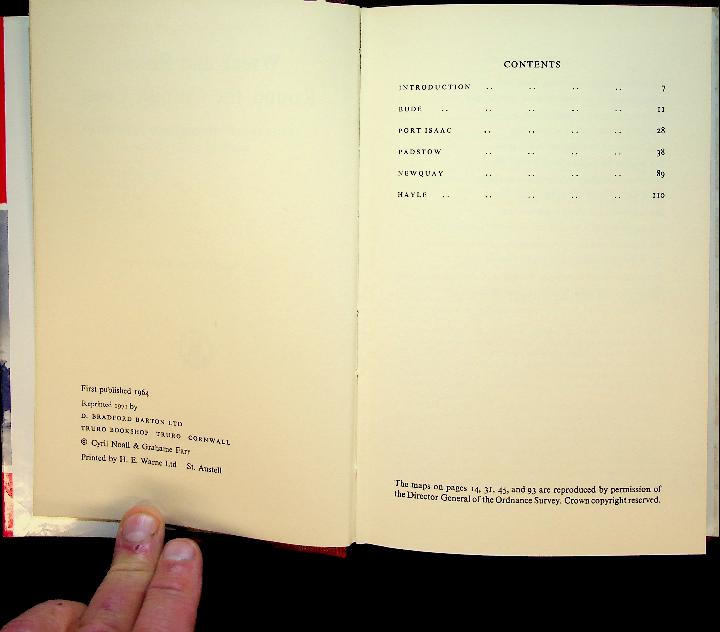 First published 1964
Reprinted 1971 by
D. BRADFORD BARTON LTD
TRURO BOOKSHOP TRURO CORNWALL
© Cyril Noall & Grahame Farr
Printed by H. E. Warne Ltd St. Austell
CONTENTS
INTRODUCTION .. .. .. .. 7
BUDE .. .. .. .. 11
PORT ISAAC .. .. .. .. 28
PADSTOW .. .. .. .. 38
NEWQUAY .. .. .. .. 89
HAYLE .. .. .. .. .. 110
The maps on pages 14, 31, 45, and 93 are reproduced by permission of
the Director General of the Ordnance Survey. Crown copyright reserved.